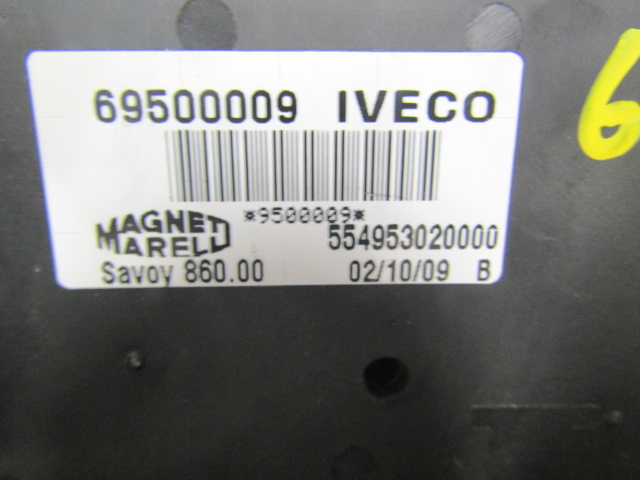 69500009 IVECO
*9500009*
MAGNETI MARELLI
554953020000
Savoy 860.00 02/10/09 B
6